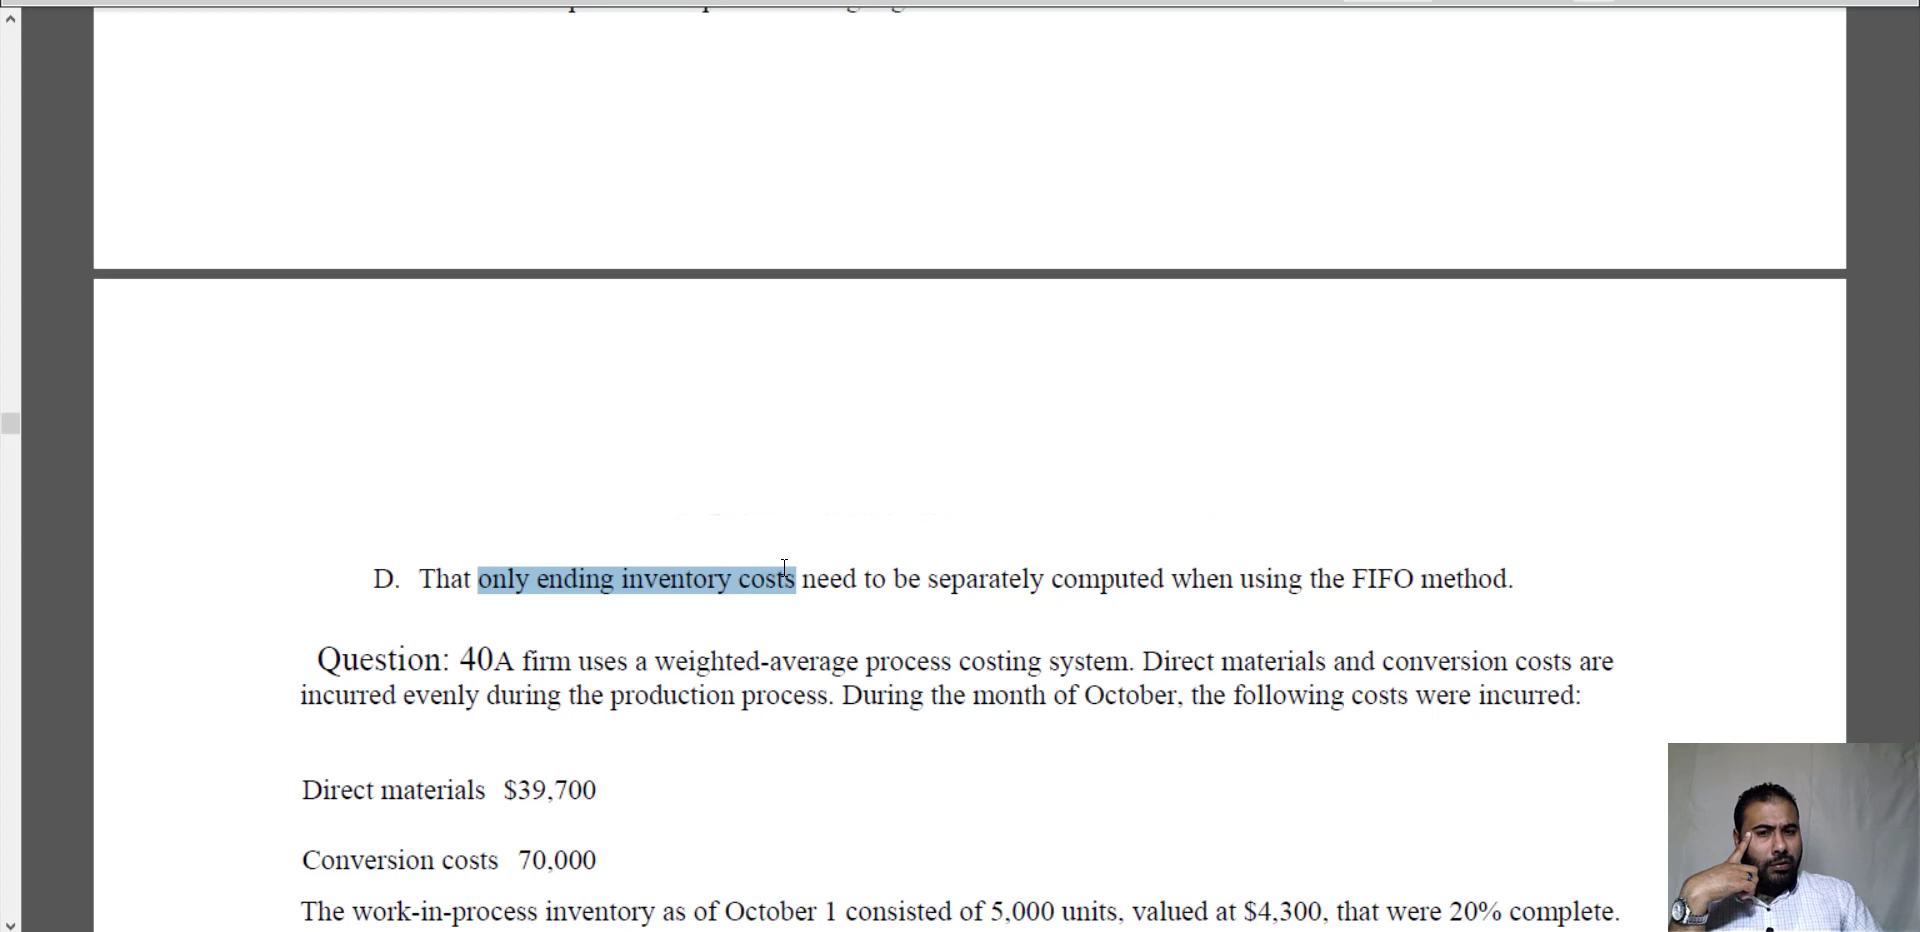 D. That only ending inventory costs need to be separately computed when using the FIFO method.
Question: 40A firm uses a weighted-average process costing system. Direct materials and conversion costs are
incurred evenly during the production process. During the month of October, the following costs were incurred:
Direct materials $39,700
Conversion costs 70,000
The work-in-process inventory as of October 1 consisted of 5,000 units, valued at $4,300, that were 20% complete.